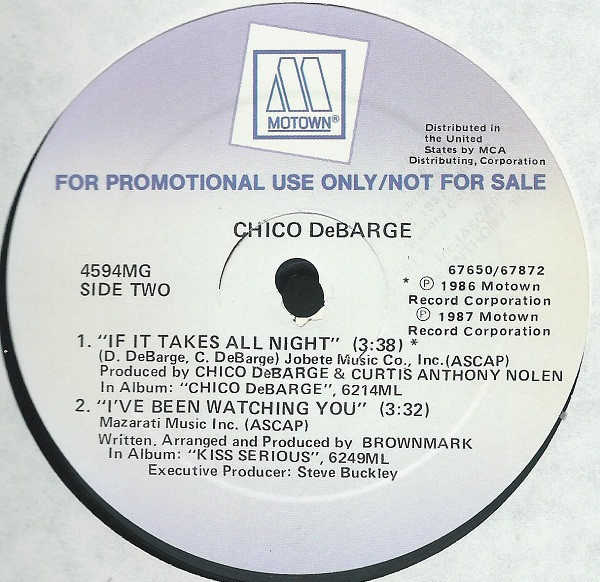 MOTOWN®
Distributed in
the United
States by MCA
Distributing, Corporation
FOR PROMOTIONAL USE ONLY/NOT FOR SALE
CHICO DeBARGE
4594MG
SIDE TWO
67650/67872
* ℗ 1986 Motown
Record Corporation
℗ 1987 Motown
Record Corporation
1. "IF IT TAKES ALL NIGHT" (3:38) *
(D. DeBarge, C. DeBarge) Jobete Music Co., Inc.(ASCAP)
Produced by CHICO DeBARGE & CURTIS ANTHONY NOLEN
In Album: "CHICO DeBARGE", 6214ML
2. "I'VE BEEN WATCHING YOU" (3:32)
Mazarati Music Inc. (ASCAP)
Written, Arranged and Produced by BROWNMARK
In Album: "KISS SERIOUS", 6249ML
Executive Producer: Steve Buckley